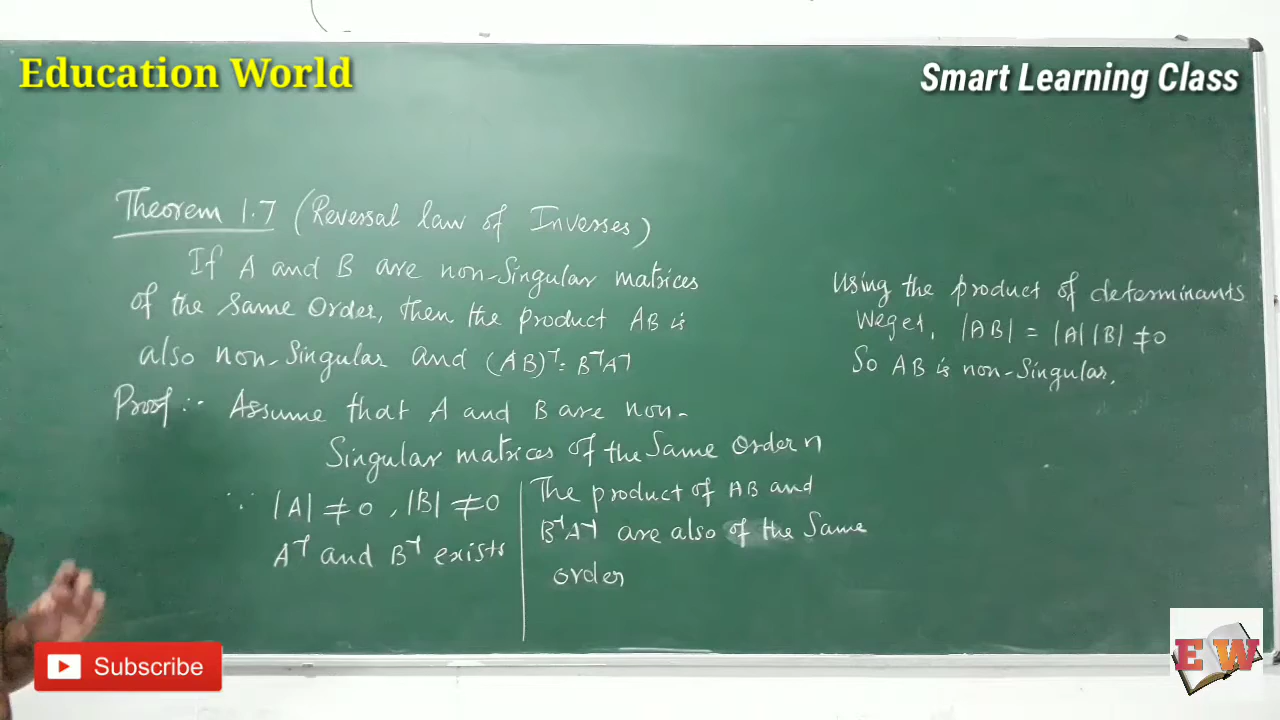 Education World
Smart Learning Class
Theorem 1.7 (Reversal law of Inverses)
If A and B are non-Singular matrices
of the Same Order, then the product AB is
also non-Singular and (AB)⁻¹ = B⁻¹A⁻¹
Proof :- Assume that A and B are non-
Singular matrices of the Same Order n
∵ |A| ≠ 0, |B| ≠ 0
A⁻¹ and B⁻¹ exists
The product of AB and
B⁻¹A⁻¹ are also of the Same
order
Using the product of determinants
We get, |AB| = |A| |B| ≠ 0
So AB is non-Singular,
Subscribe
E W